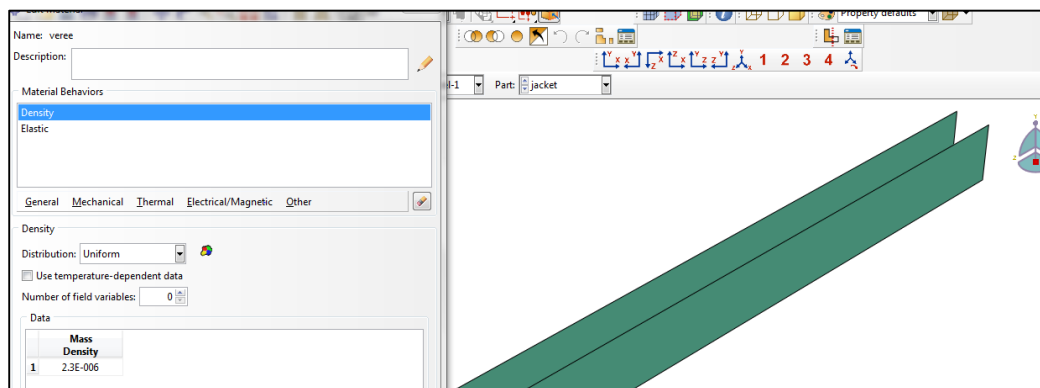 Name: veree
Description:
Material Behaviors
Density
Elastic
General Mechanical Thermal Electrical/Magnetic Other
Density
Distribution: Uniform
Use temperature-dependent data
Number of field variables: 0
Data
Mass
Density
1 2.3E-006
Property defaults
1 2 3 4
Part: jacket